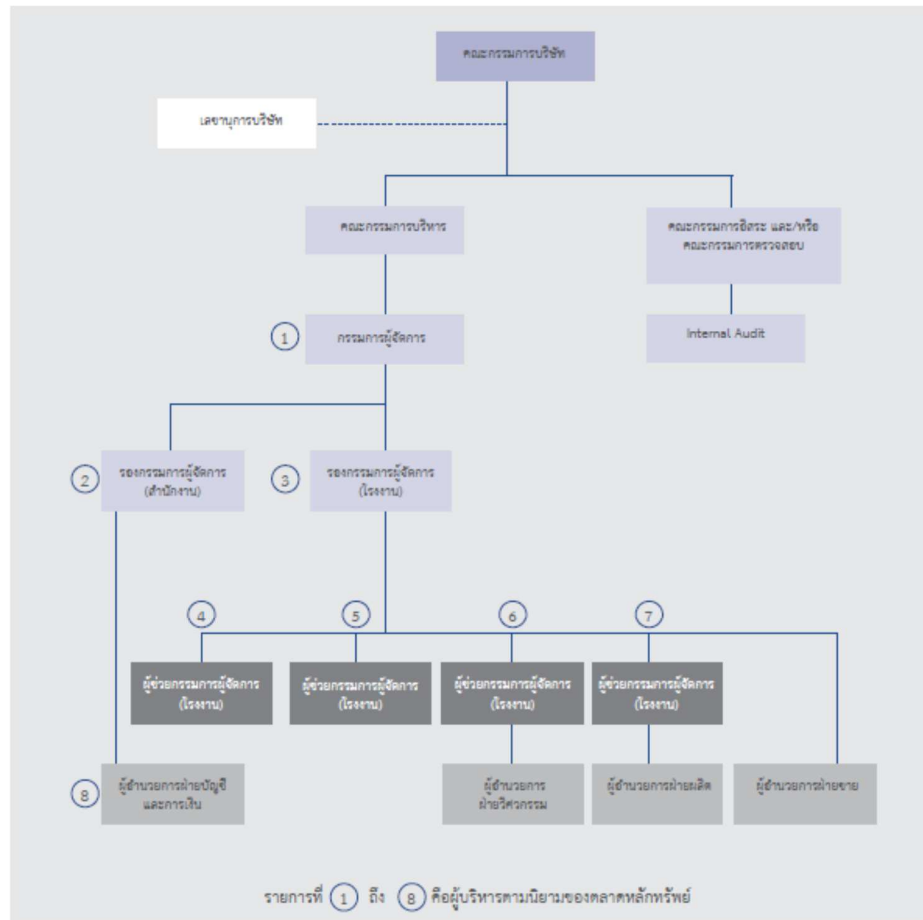 คณะกรรมการบริษัท
เลขานุการบริษัท
คณะกรรมการบริหาร
คณะกรรมการอิสระ และ/หรือ
คณะกรรมการตรวจสอบ
1
กรรมการผู้จัดการ
Internal Audit
2
รองกรรมการผู้จัดการ
(สำนักงาน)
3
รองกรรมการผู้จัดการ
(โรงงาน)
4
5
6
7
ผู้ช่วยกรรมการผู้จัดการ
(โรงงาน)
ผู้ช่วยกรรมการผู้จัดการ
(โรงงาน)
ผู้ช่วยกรรมการผู้จัดการ
(โรงงาน)
ผู้ช่วยกรรมการผู้จัดการ
(โรงงาน)
8
ผู้อำนวยการฝ่ายบัญชี
และการเงิน
ผู้อำนวยการ
ฝ่ายวิศวกรรม
ผู้อำนวยการฝ่ายผลิต
ผู้อำนวยการฝ่ายขาย
รายการที่ 1 ถึง 8 คือผู้บริหารตามนิยามของตลาดหลักทรัพย์